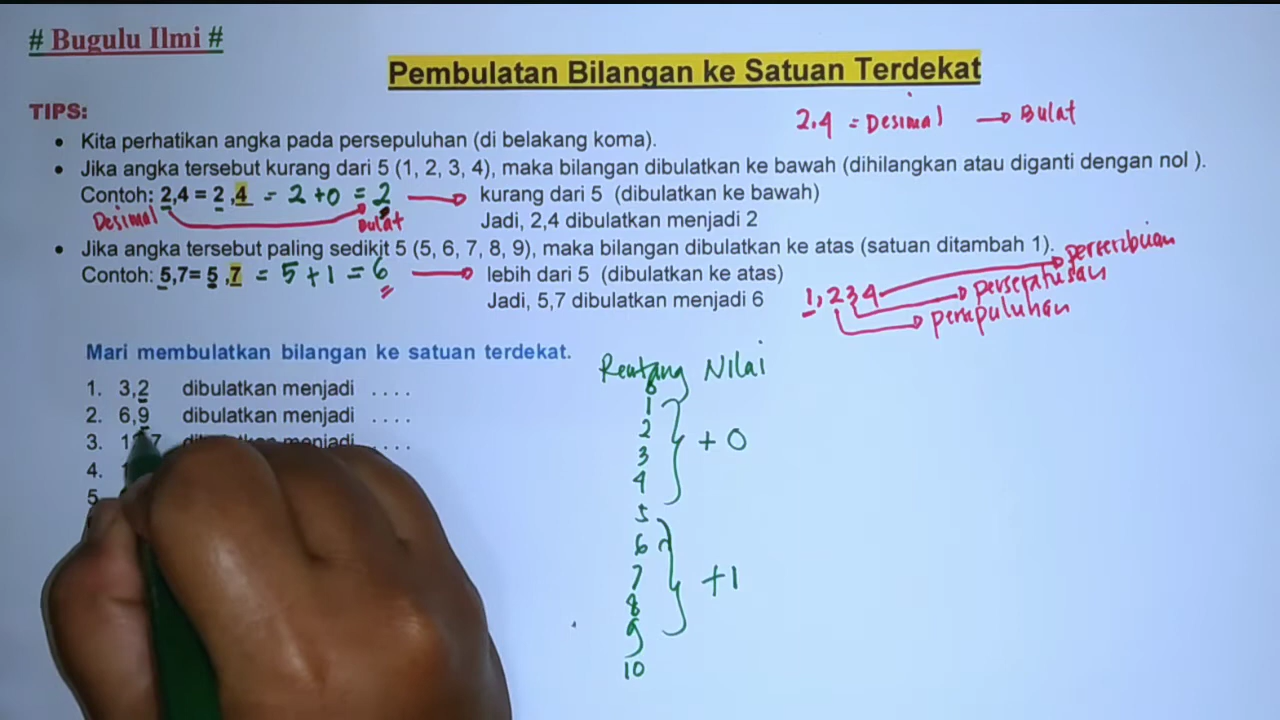 # Bugulu Ilmi #
Pembulatan Bilangan ke Satuan Terdekat
TIPS:
2.4 = Desimal → Bulat
• Kita perhatikan angka pada persepuluhan (di belakang koma).
• Jika angka tersebut kurang dari 5 (1, 2, 3, 4), maka bilangan dibulatkan ke bawah (dihilangkan atau diganti dengan nol ).
Contoh: 2,4 = 2 ,4 = 2 + 0 = 2 → kurang dari 5 (dibulatkan ke bawah)
Desimal Bulat Jadi, 2,4 dibulatkan menjadi 2
• Jika angka tersebut paling sedikit 5 (5, 6, 7, 8, 9), maka bilangan dibulatkan ke atas (satuan ditambah 1).
Contoh: 5,7= 5 ,7 = 5 + 1 = 6 → lebih dari 5 (dibulatkan ke atas)
Jadi, 5,7 dibulatkan menjadi 6
1,234
perseribuan
perseratusan
persepuluhan
Mari membulatkan bilangan ke satuan terdekat.
1. 3,2 dibulatkan menjadi . . . .
2. 6,9 dibulatkan menjadi . . . .
3. dibulatkan menjadi . . . .
4.
5
Rentang Nilai
1
2
3
4
+ 0
5
6
7
8
9
+1
10